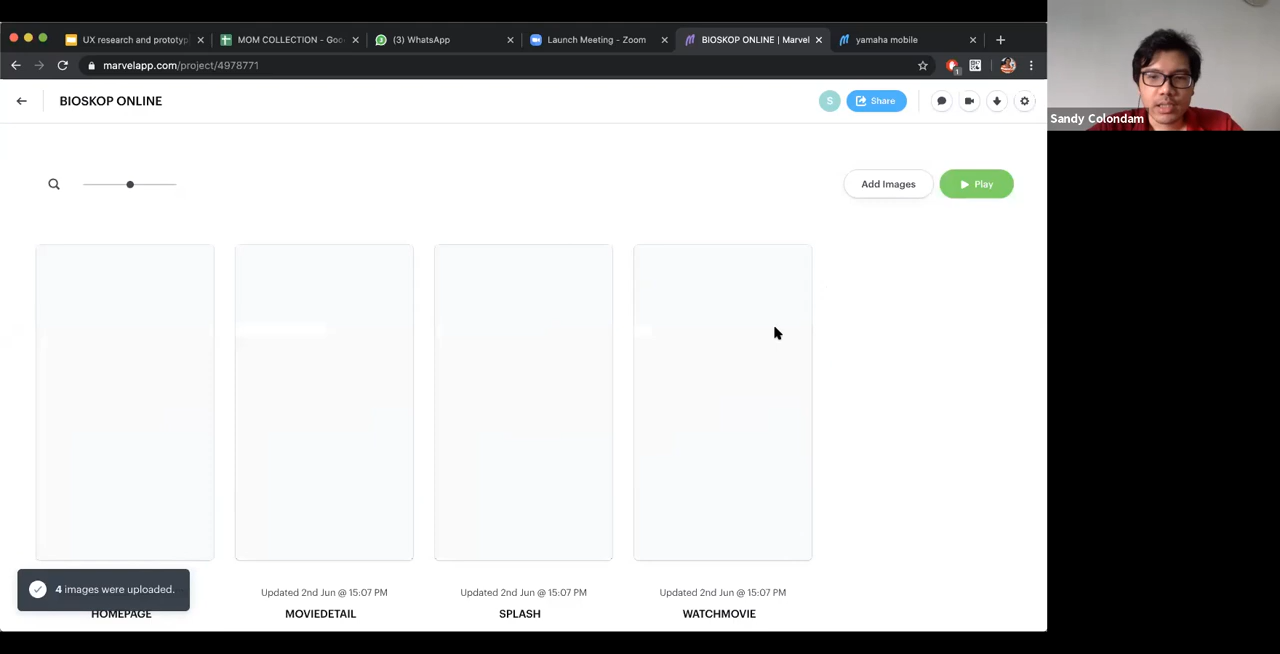 UX research and prototyp
MOM COLLECTION - Goo
(3) WhatsApp
Launch Meeting - Zoom
BIOSKOP ONLINE | Marvel
yamaha mobile
marvelapp.com/project/4978771
1
BIOSKOP ONLINE
S
Share
Sandy Colondam
Add Images
Play
4 images were uploaded.
Updated 2nd Jun @ 15:07 PM
Updated 2nd Jun @ 15:07 PM
Updated 2nd Jun @ 15:07 PM
HOMEPAGE
MOVIEDETAIL
SPLASH
WATCHMOVIE